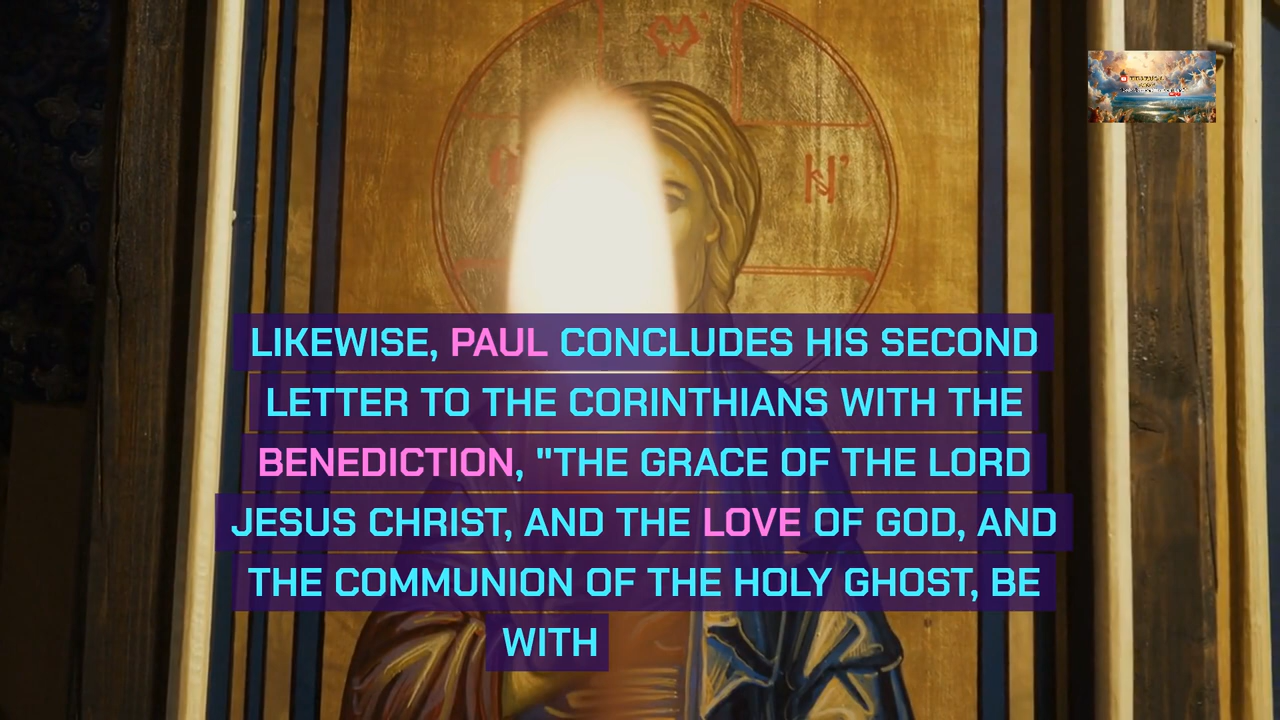 LIKEWISE, PAUL CONCLUDES HIS SECOND
LETTER TO THE CORINTHIANS WITH THE
BENEDICTION, "THE GRACE OF THE LORD
JESUS CHRIST, AND THE LOVE OF GOD, AND
THE COMMUNION OF THE HOLY GHOST, BE
WITH